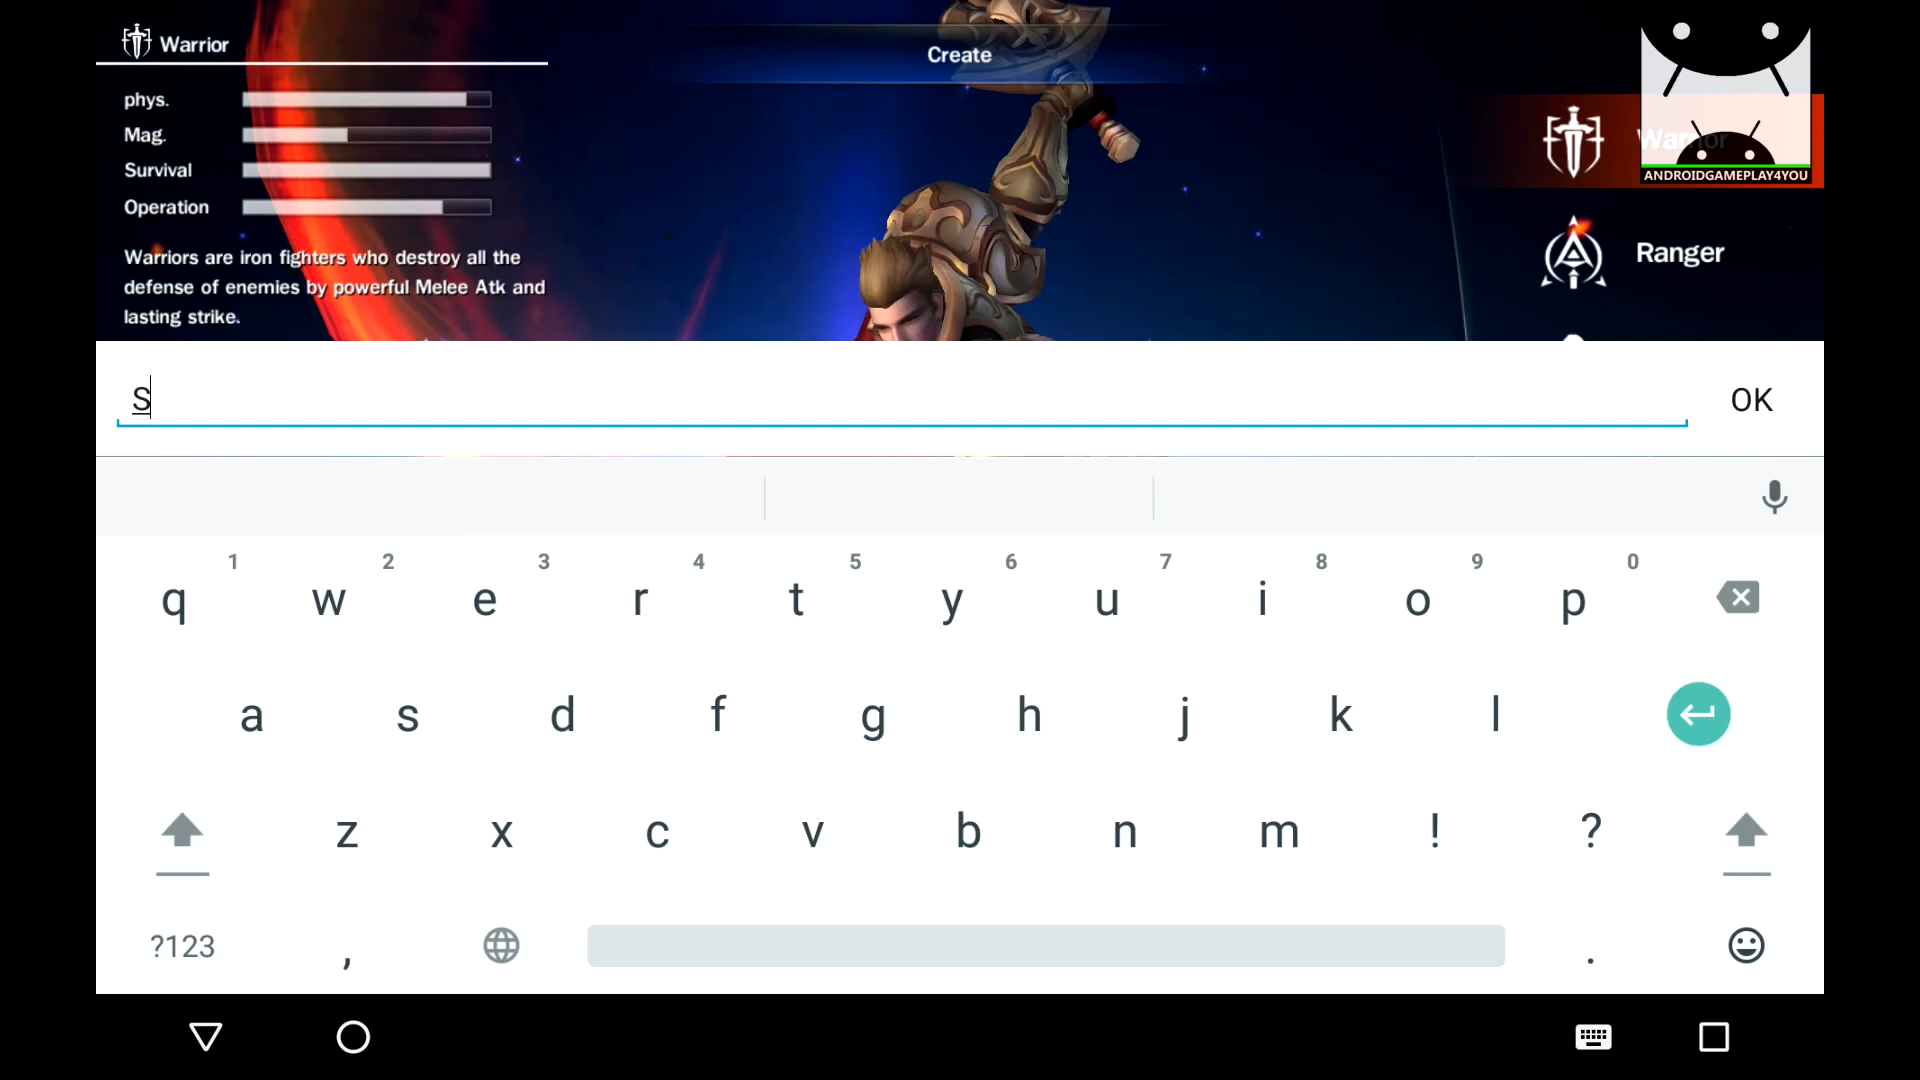 Warrior
Create
phys.
Mag.
Survival
Operation
Warriors are iron fighters who destroy all the
defense of enemies by powerful Melee Atk and
lasting strike.
Warrior
ANDROIDGAMEPLAY4YOU
Ranger
S
OK
1 2 3 4 5 6 7 8 9 0
q w e r t y u i o p
a s d f g h j k l
z x c v b n m ! ?
?123 , .